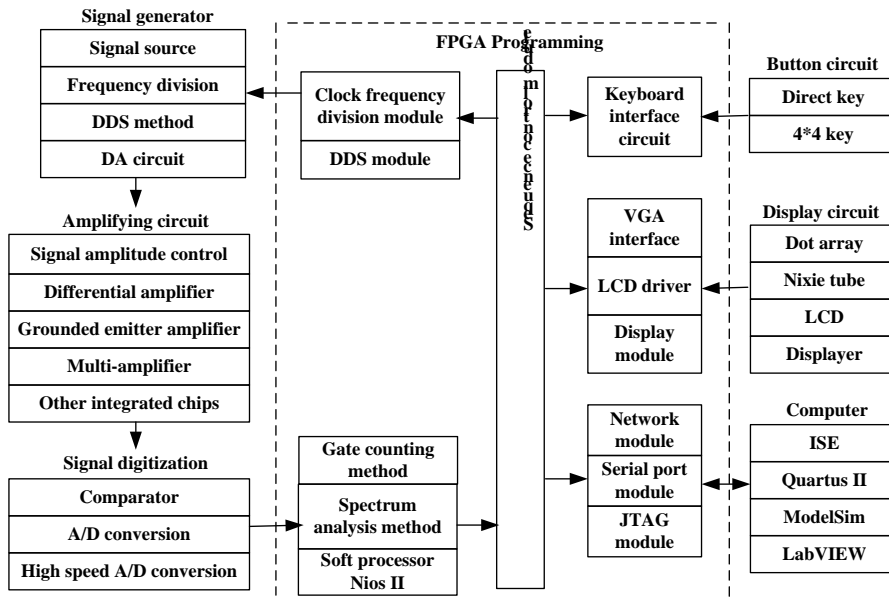 Signal generator
Signal source
Frequency division
DDS method
DA circuit
Amplifying circuit
Signal amplitude control
Differential amplifier
Grounded emitter amplifier
Multi-amplifier
Other integrated chips
Signal digitization
Comparator
A/D conversion
High speed A/D conversion
FPGA Programming
Clock frequency
division module
DDS module
Gate counting
method
Spectrum
analysis method
Soft processor
Nios II
Keyboard
interface
circuit
VGA
interface
LCD driver
Display
module
Network
module
Serial port
module
JTAG
module
Button circuit
Direct key
4*4 key
Display circuit
Dot array
Nixie tube
LCD
Displayer
Computer
ISE
Quartus II
ModelSim
LabVIEW